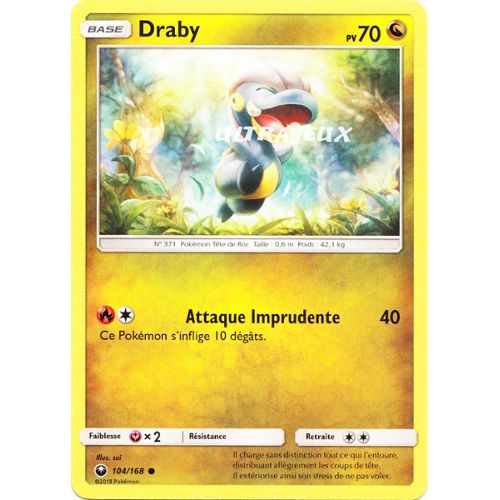 BASE Draby PV 70
ULTRAJEUX
N° 371 Pokémon Tête de Roc Taille : 0,6 m Poids : 42,1 kg
Attaque Imprudente 40
Ce Pokémon s'inflige 10 dégâts.
Faiblesse × 2 Résistance Retraite
Illus. sui
104/168
©2018 Pokémon
Il charge sans distinction tout ce qui l'entoure,
distribuant allègrement les coups de tête.
Il extériorise ainsi son stress de ne pas voler.